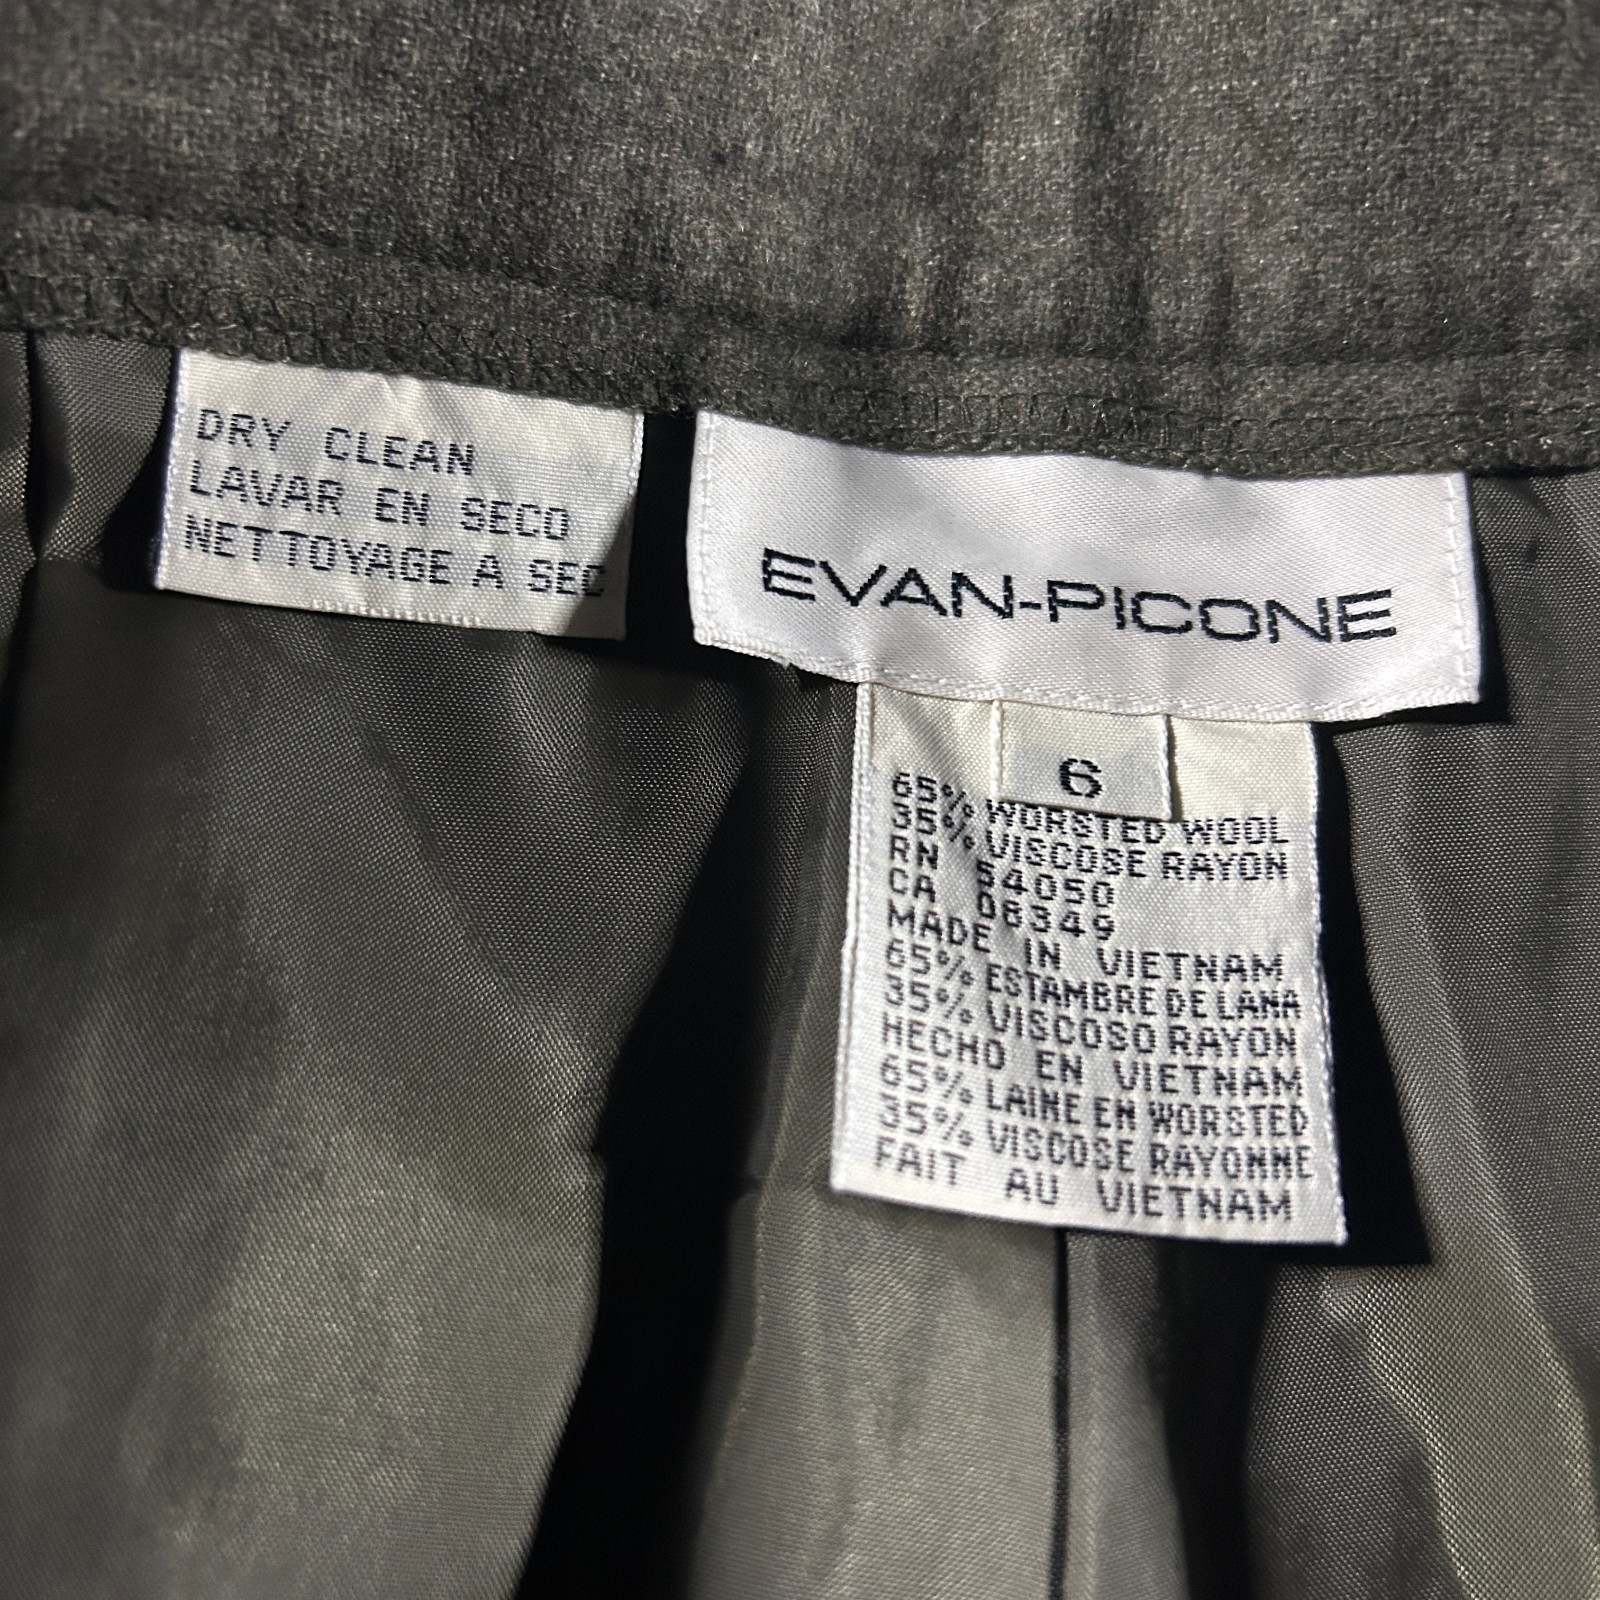 DRY CLEAN
LAVAR EN SECO
NETTOYAGE A SEC
EVAN-PICONE
6
65% WORSTED WOOL
35% VISCOSE RAYON
RN 54050
CA 08349
MADE IN VIETNAM
65% ESTAMBRE DE LANA
35% VISCOSO RAYON
HECHO EN VIETNAM
65% LAINE EN WORSTED
35% VISCOSE RAYONNE
FAIT AU VIETNAM